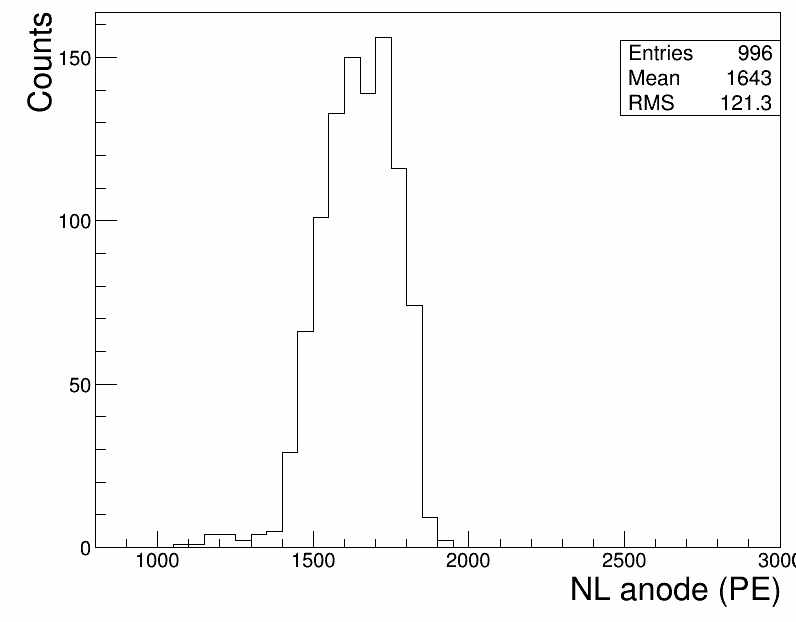 Counts
150
100
50
0
Entries 996
Mean 1643
RMS 121.3
1000 1500 2000 2500 3000
NL anode (PE)